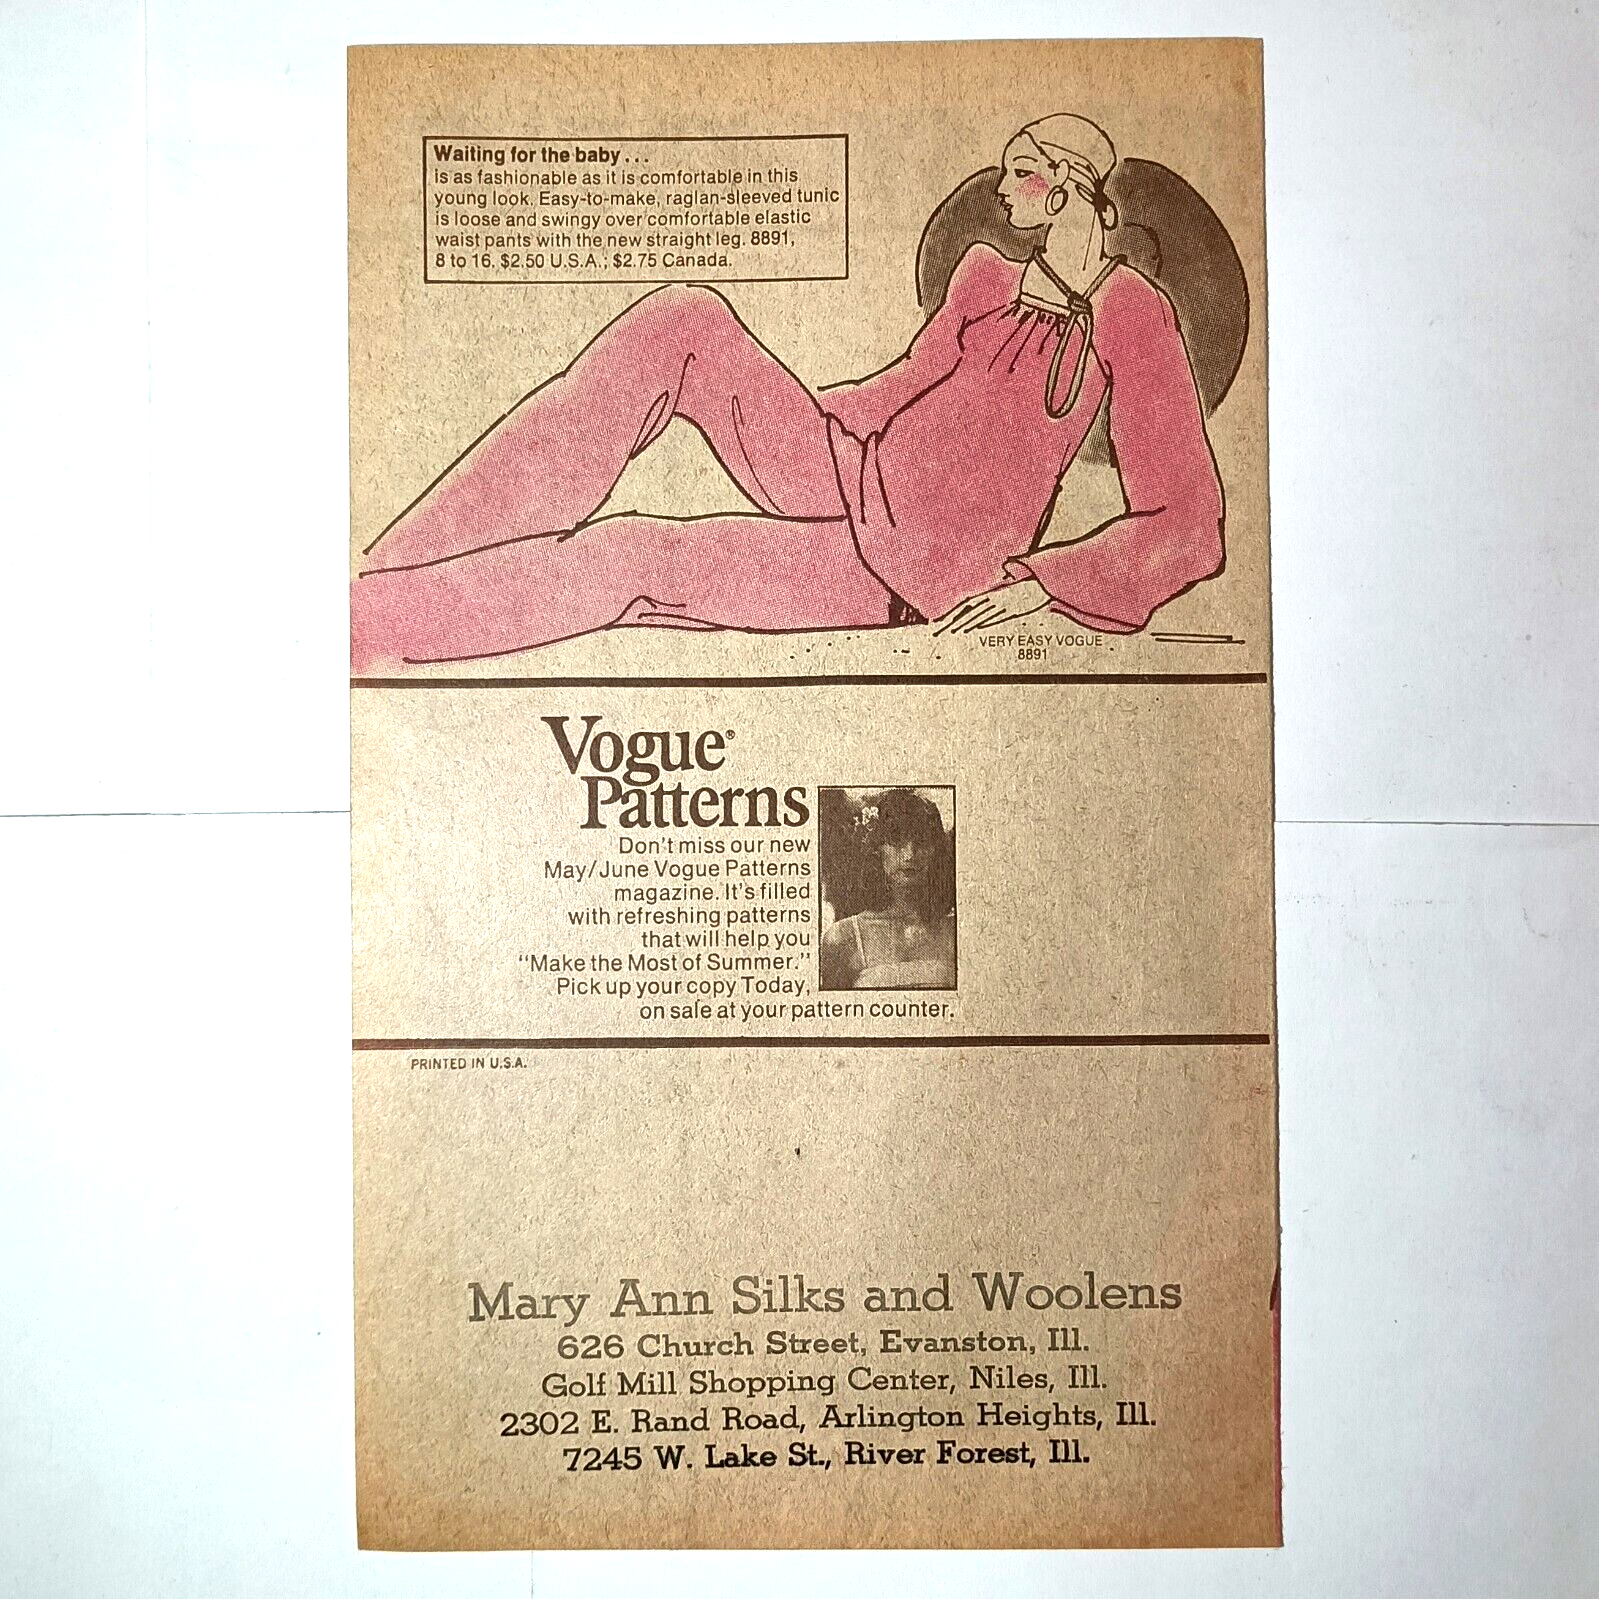 Waiting for the baby...
is as fashionable as it is comfortable in this
young look. Easy-to-make, raglan-sleeved tunic
is loose and swingy over comfortable elastic
waist pants with the new straight leg. 8891,
8 to 16. $2.50 U.S.A.; $2.75 Canada.
VERY EASY VOGUE
8891
Vogue®
Patterns
Don't miss our new
May/June Vogue Patterns
magazine. It's filled
with refreshing patterns
that will help you
"Make the Most of Summer."
Pick up your copy Today,
on sale at your pattern counter.
PRINTED IN U.S.A.
Mary Ann Silks and Woolens
626 Church Street, Evanston, Ill.
Golf Mill Shopping Center, Niles, Ill.
2302 E. Rand Road, Arlington Heights, Ill.
7245 W. Lake St., River Forest, Ill.